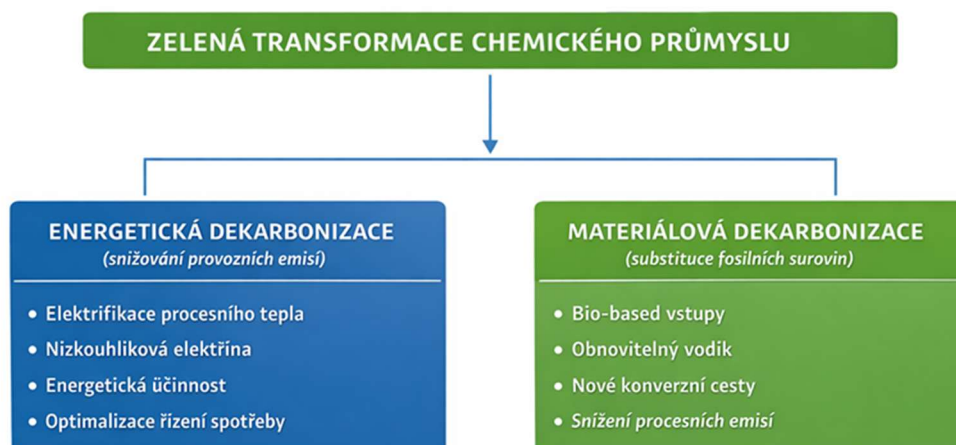 ZELENÁ TRANSFORMACE CHEMICKÉHO PRŮMYSLU
ENERGETICKÁ DEKARBONIZACE
(snižování provozních emisí)
• Elektrifikace procesního tepla
• Nizkouhliková elektřina
• Energetická účinnost
• Optimalizace řízení spotřeby
MATERIÁLOVÁ DEKARBONIZACE
(substituce fosilních surovin)
• Bio-based vstupy
• Obnovitelný vodík
• Nové konverzní cesty
• Snížení procesních emisí